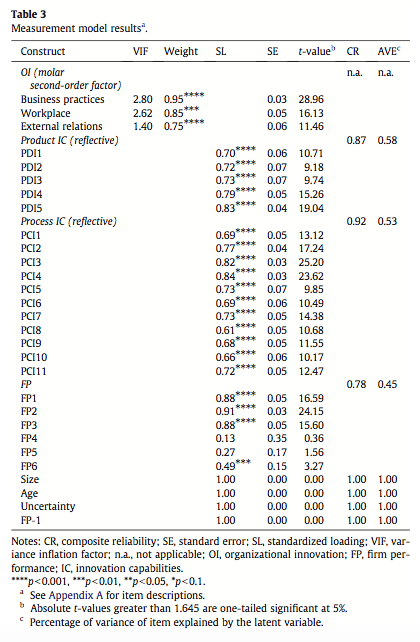 Table 3
Measurement model resultsᵃ.
Construct VIF Weight SL SE t-valueᵇ CR AVEᶜ
OI (molar n.a. n.a.
second-order factor)
Business practices 2.80 0.95**** 0.03 28.96
Workplace 2.62 0.85*** 0.05 16.13
External relations 1.40 0.75**** 0.06 11.46
Product IC (reflective) 0.87 0.58
PDI1 0.70**** 0.06 10.71
PDI2 0.72**** 0.07 9.18
PDI3 0.73**** 0.07 9.74
PDI4 0.79**** 0.05 15.26
PDI5 0.83**** 0.04 19.04
Process IC (reflective) 0.92 0.53
PCI1 0.69**** 0.05 13.12
PCI2 0.77**** 0.04 17.24
PCI3 0.82**** 0.03 25.20
PCI4 0.84**** 0.03 23.62
PCI5 0.73**** 0.07 9.85
PCI6 0.69**** 0.06 10.49
PCI7 0.73**** 0.05 14.38
PCI8 0.61**** 0.05 10.68
PCI9 0.68**** 0.05 11.55
PCI10 0.66**** 0.06 10.17
PCI11 0.72**** 0.05 12.47
FP 0.78 0.45
FP1 0.88**** 0.05 16.59
FP2 0.91**** 0.03 24.15
FP3 0.88**** 0.05 15.60
FP4 0.13 0.35 0.36
FP5 0.27 0.17 1.56
FP6 0.49*** 0.15 3.27
Size 1.00 0.00 0.00 1.00 1.00
Age 1.00 0.00 0.00 1.00 1.00
Uncertainty 1.00 0.00 0.00 1.00 1.00
FP-1 1.00 0.00 0.00 1.00 1.00
Notes: CR, composite reliability; SE, standard error; SL, standardized loading; VIF, var-
iance inflation factor; n.a., not applicable; OI, organizational innovation; FP, firm per-
formance; IC, innovation capabilities.
****p<0.001, ***p<0.01, **p<0.05, *p<0.1.
ᵃ See Appendix A for item descriptions.
ᵇ Absolute t-values greater than 1.645 are one-tailed significant at 5%.
ᶜ Percentage of variance of item explained by the latent variable.